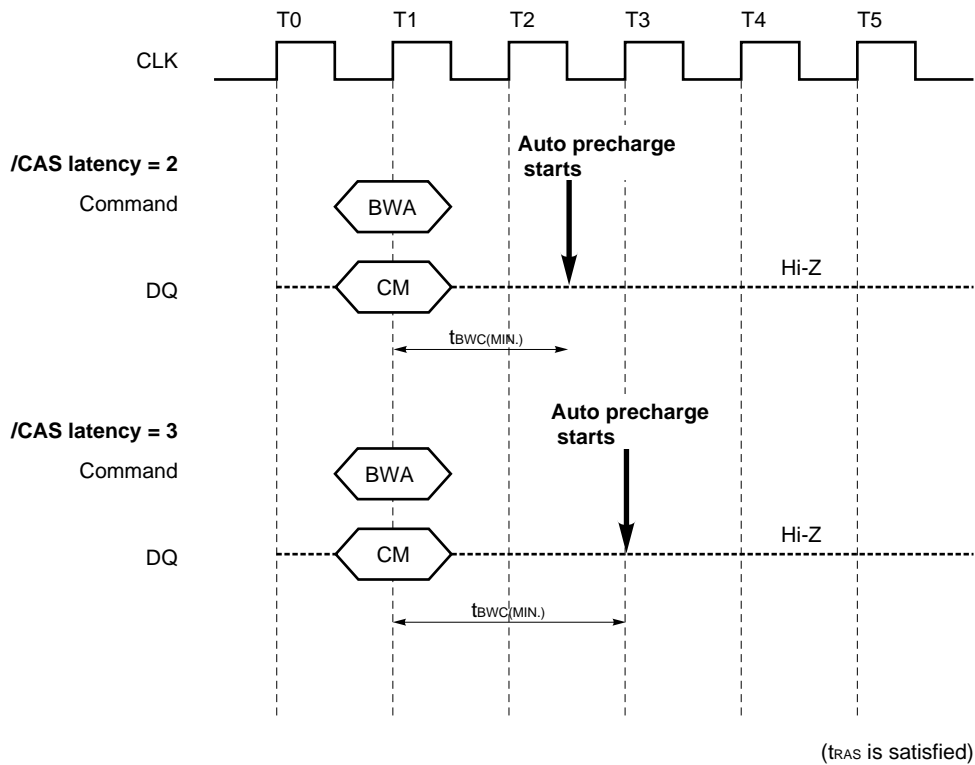 T0 T1 T2 T3 T4 T5
CLK
Auto precharge
starts
/CAS latency = 2
Command
BWA
DQ
CM
Hi-Z
tBWC(MIN.)
Auto precharge
starts
/CAS latency = 3
Command
BWA
DQ
CM
Hi-Z
tBWC(MIN.)
(tRAS is satisfied)